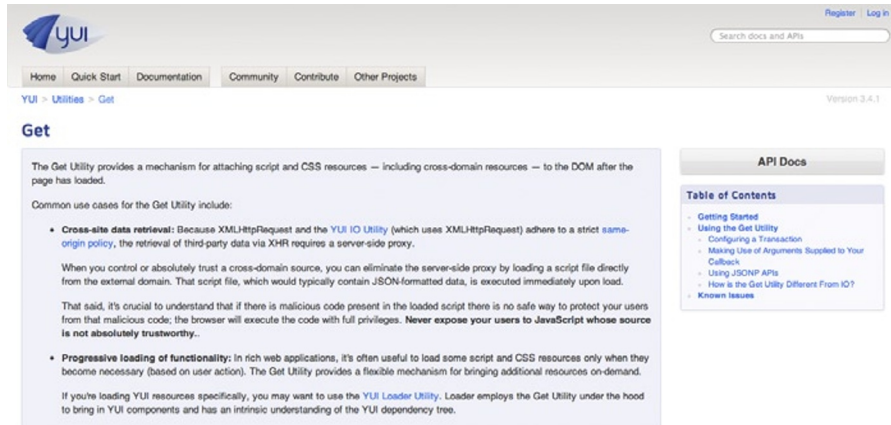 Register Log in
YUI
Search docs and APIs
Home Quick Start Documentation Community Contribute Other Projects
YUI > Utilities > Get
Version 3.4.1
Get
The Get Utility provides a mechanism for attaching script and CSS resources — including cross-domain resources — to the DOM after the
page has loaded.
Common use cases for the Get Utility include:
• Cross-site data retrieval: Because XMLHttpRequest and the YUI IO Utility (which uses XMLHttpRequest) adhere to a strict same-
origin policy, the retrieval of third-party data via XHR requires a server-side proxy.
When you control or absolutely trust a cross-domain source, you can eliminate the server-side proxy by loading a script file directly
from the external domain. That script file, which would typically contain JSON-formatted data, is executed immediately upon load.
That said, it's crucial to understand that if there is malicious code present in the loaded script there is no safe way to protect your users
from that malicious code; the browser will execute the code with full privileges. Never expose your users to JavaScript whose source
is not absolutely trustworthy..
• Progressive loading of functionality: In rich web applications, it's often useful to load some script and CSS resources only when they
become necessary (based on user action). The Get Utility provides a flexible mechanism for bringing additional resources on-demand.
If you're loading YUI resources specifically, you may want to use the YUI Loader Utility. Loader employs the Get Utility under the hood
to bring in YUI components and has an intrinsic understanding of the YUI dependency tree.
API Docs
Table of Contents
Getting Started
Using the Get Utility
Configuring a Transaction
Making Use of Arguments Supplied to Your
Callback
Using JSONP APIs
How is the Get Utility Different From IO?
Known Issues